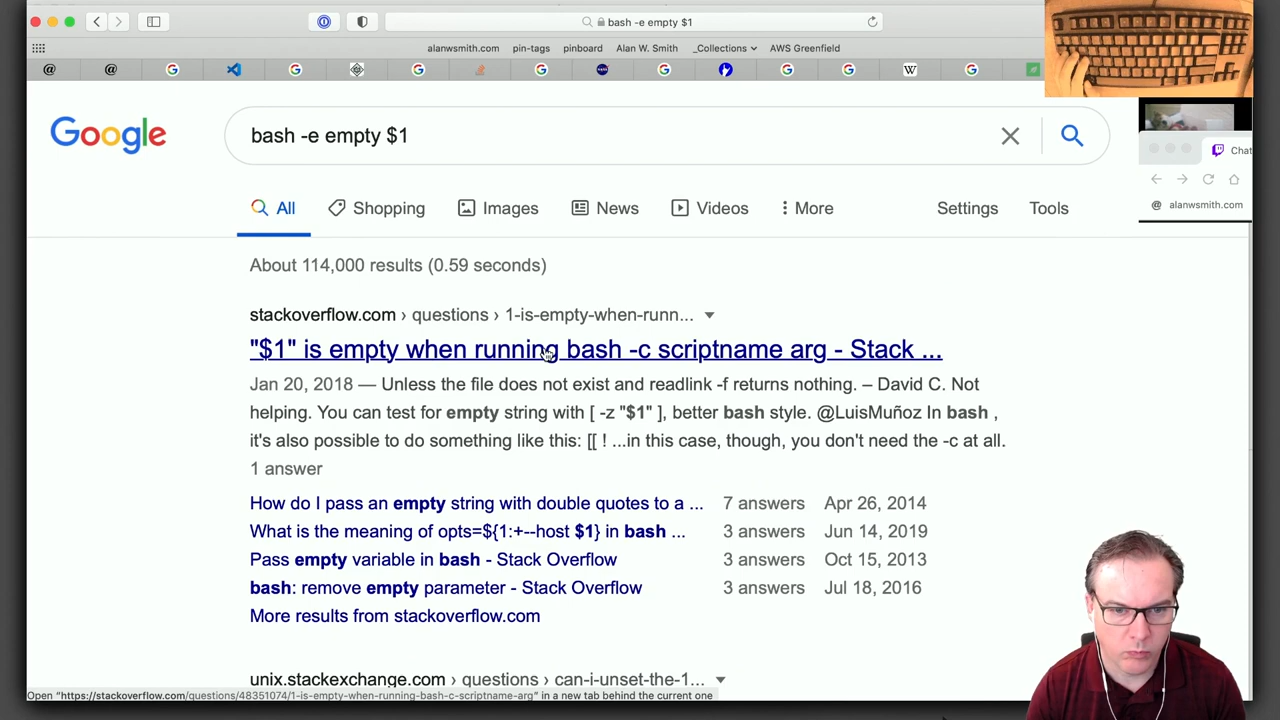 bash -e empty $1
alanwsmith.com pin-tags pinboard Alan W. Smith _Collections AWS Greenfield
Google
bash -e empty $1
Chat
alanwsmith.com
All Shopping Images News Videos More Settings Tools
About 114,000 results (0.59 seconds)
stackoverflow.com › questions › 1-is-empty-when-runn...
"$1" is empty when running bash -c scriptname arg - Stack ...
Jan 20, 2018 — Unless the file does not exist and readlink -f returns nothing. – David C. Not
helping. You can test for empty string with [ -z "$1" ], better bash style. @LuisMuñoz In bash ,
it's also possible to do something like this: [[ ! ...in this case, though, you don't need the -c at all.
1 answer
How do I pass an empty string with double quotes to a ... 7 answers Apr 26, 2014
What is the meaning of opts=${1:+--host $1} in bash ... 3 answers Jun 14, 2019
Pass empty variable in bash - Stack Overflow 3 answers Oct 15, 2013
bash: remove empty parameter - Stack Overflow 3 answers Jul 18, 2016
More results from stackoverflow.com
unix.stackexchange.com › questions › can-i-unset-the-1...
Open "https://stackoverflow.com/questions/48351074/1-is-empty-when-running-bash-c-scriptname-arg" in a new tab behind the current one